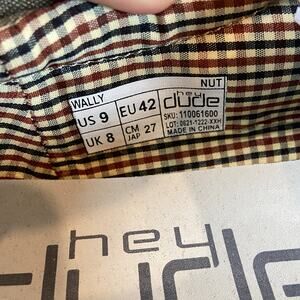 WALLY
NUT
US 9
EU 42
hey
dude
UK 8
CM
JAP 27
SKU: 110061600
LOT: 0621-1222-XXH
MADE IN CHINA
hey
dude